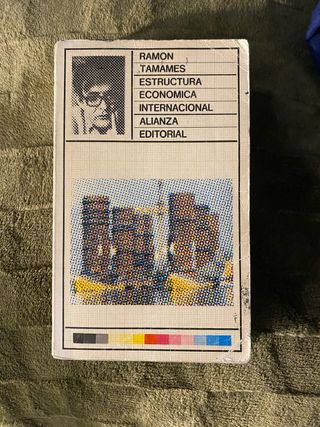 RAMON
TAMAMES
ESTRUCTURA
ECONOMICA
INTERNACIONAL
ALIANZA
EDITORIAL